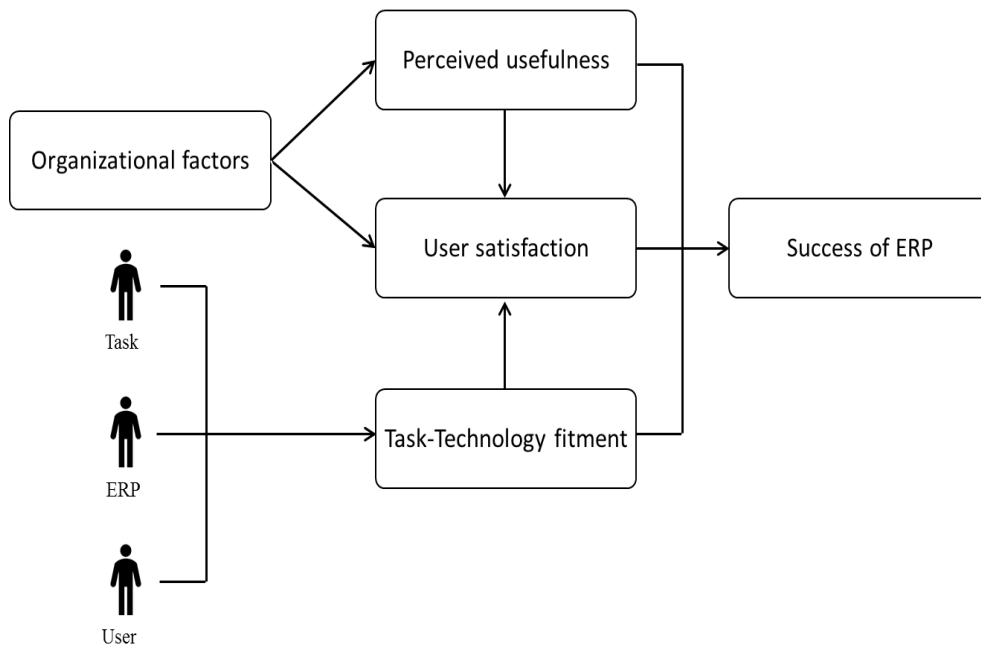 Perceived usefulness
Organizational factors
User satisfaction
Success of ERP
Task
Task-Technology fitment
ERP
User